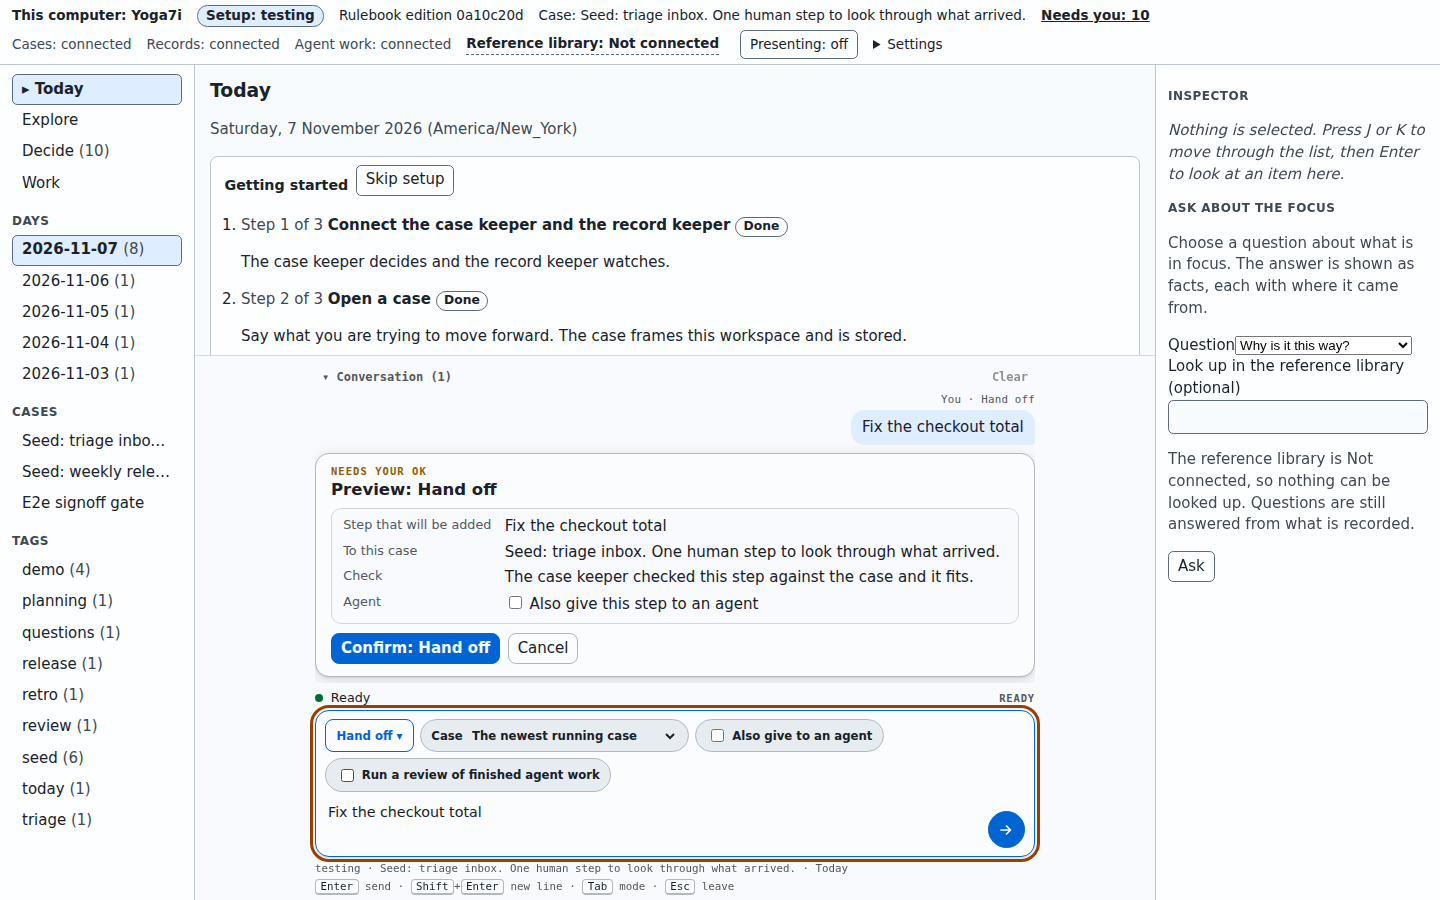 This computer: Yoga7i Setup: testing Rulebook edition 0a10c20d Case: Seed: triage inbox. One human step to look through what arrived. Needs you: 10
Cases: connected Records: connected Agent work: connected Reference library: Not connected Presenting: off ▶ Settings
▸ Today
Explore
Decide (10)
Work
DAYS
2026-11-07 (8)
2026-11-06 (1)
2026-11-05 (1)
2026-11-04 (1)
2026-11-03 (1)
CASES
Seed: triage inbo...
Seed: weekly rele...
E2e signoff gate
TAGS
demo (4)
planning (1)
questions (1)
release (1)
retro (1)
review (1)
seed (6)
today (1)
triage (1)
Today
Saturday, 7 November 2026 (America/New_York)
Getting started Skip setup
1. Step 1 of 3 Connect the case keeper and the record keeper Done
The case keeper decides and the record keeper watches.
2. Step 2 of 3 Open a case Done
Say what you are trying to move forward. The case frames this workspace and is stored.
▾ Conversation (1) Clear
You · Hand off
Fix the checkout total
NEEDS YOUR OK
Preview: Hand off
Step that will be added Fix the checkout total
To this case Seed: triage inbox. One human step to look through what arrived.
Check The case keeper checked this step against the case and it fits.
Agent Also give this step to an agent
Confirm: Hand off Cancel
Ready READY
Hand off ▾ Case The newest running case Also give to an agent
Run a review of finished agent work
Fix the checkout total
→
testing · Seed: triage inbox. One human step to look through what arrived. · Today
Enter send · Shift+Enter new line · Tab mode · Esc leave
INSPECTOR
Nothing is selected. Press J or K to
move through the list, then Enter
to look at an item here.
ASK ABOUT THE FOCUS
Choose a question about what is
in focus. The answer is shown as
facts, each with where it came
from.
Question Why is it this way?
Look up in the reference library
(optional)
The reference library is Not
connected, so nothing can be
looked up. Questions are still
answered from what is recorded.
Ask